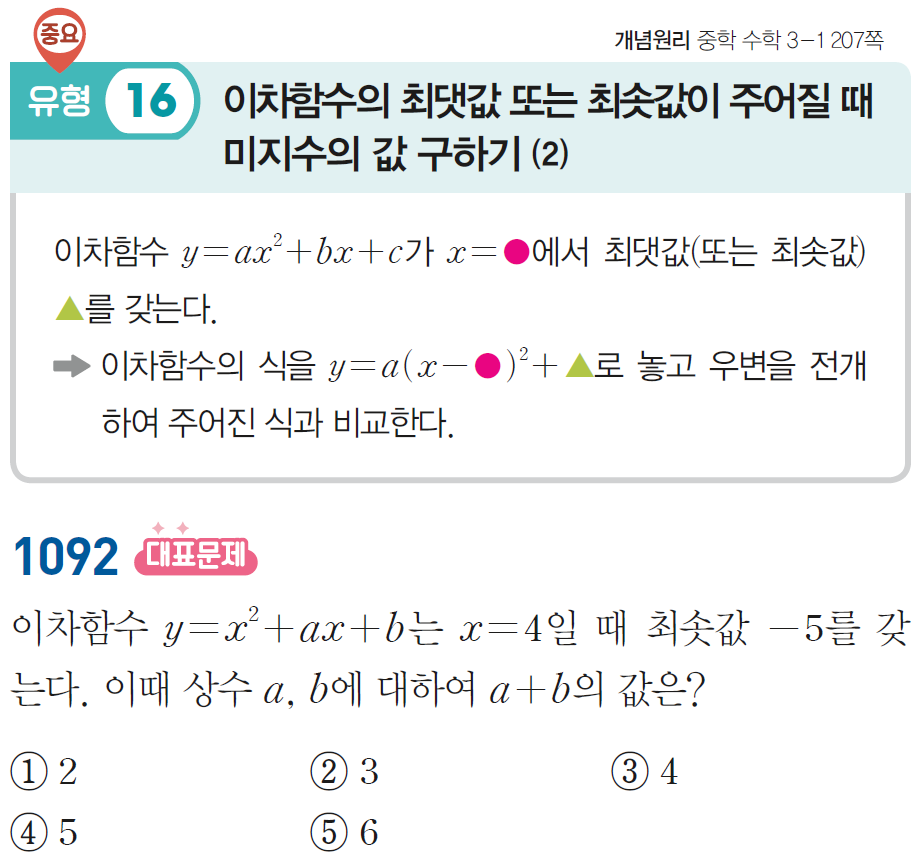 중요
개념원리 중학 수학 3-1 207쪽
유형 16 이차함수의 최댓값 또는 최솟값이 주어질 때
미지수의 값 구하기 (2)
이차함수 y=ax²+bx+c가 x=●에서 최댓값(또는 최솟값)
▲를 갖는다.
➡ 이차함수의 식을 y=a(x-●)²+▲로 놓고 우변을 전개
하여 주어진 식과 비교한다.
1092 대표문제
이차함수 y=x²+ax+b는 x=4일 때 최솟값 -5를 갖
는다. 이때 상수 a, b에 대하여 a+b의 값은?
① 2 ② 3 ③ 4
④ 5 ⑤ 6